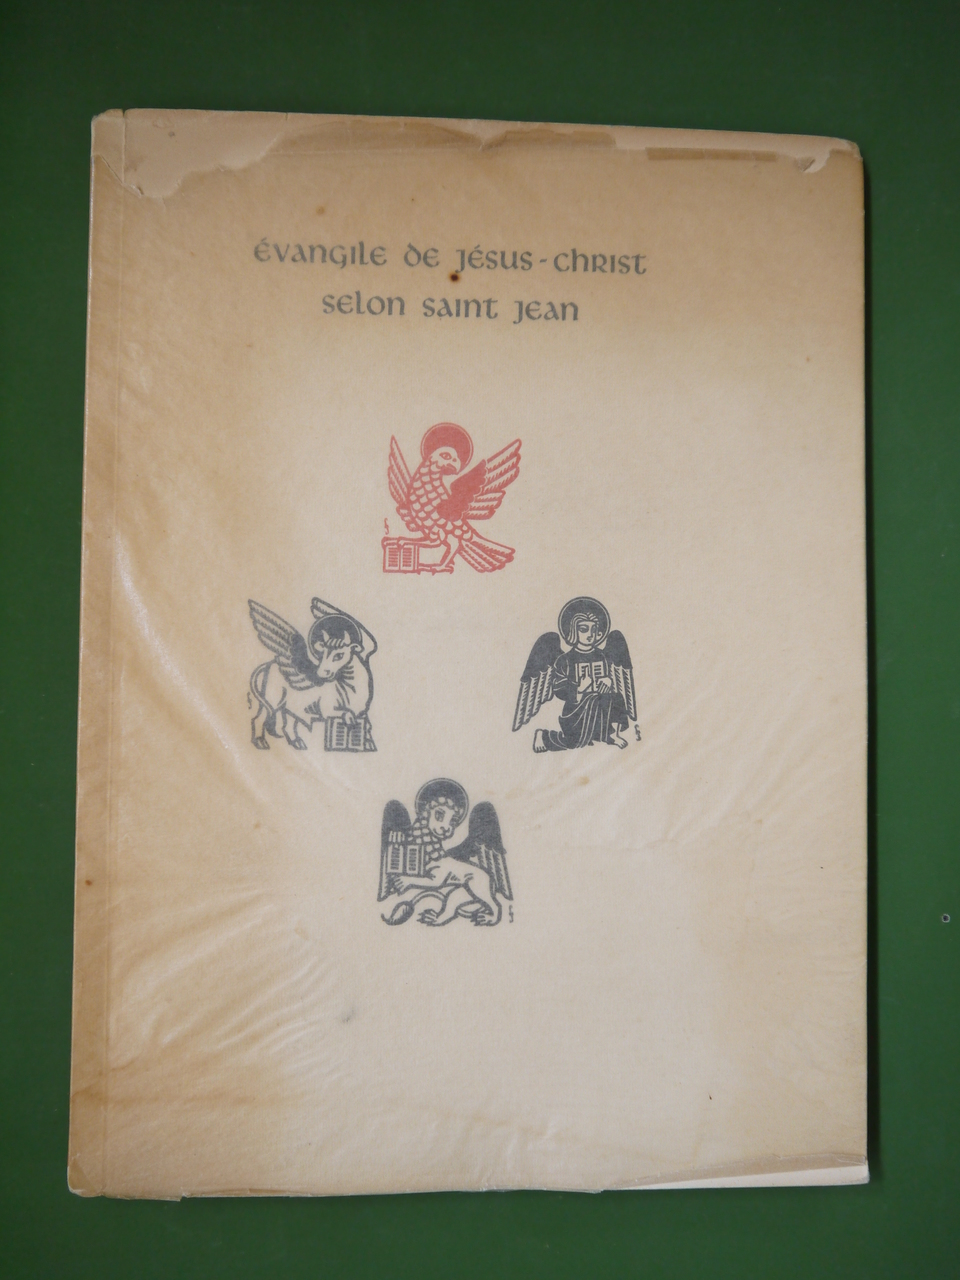 évangile de jésus-christ
selon saint jean